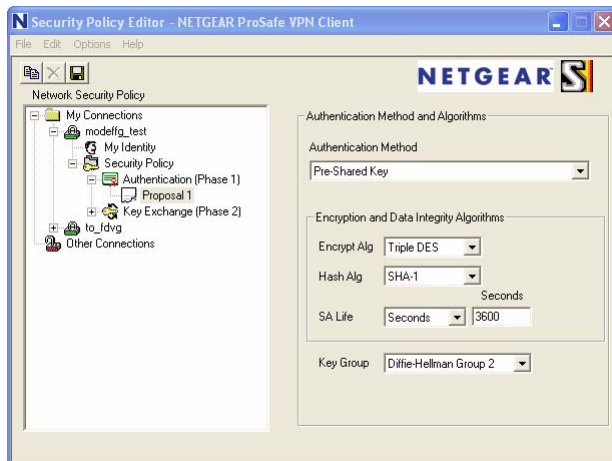 N Security Policy Editor - NETGEAR ProSafe VPN Client
File Edit Options Help
NETGEAR
Network Security Policy
My Connections
modeffg_test
My Identity
Security Policy
Authentication (Phase 1)
Proposal 1
Key Exchange (Phase 2)
to_fdvg
Other Connections
Authentication Method and Algorithms
Authentication Method
Pre-Shared Key
Encryption and Data Integrity Algorithms
Encrypt Alg Triple DES
Hash Alg SHA-1
Seconds
SA Life Seconds 3600
Key Group Diffie-Hellman Group 2